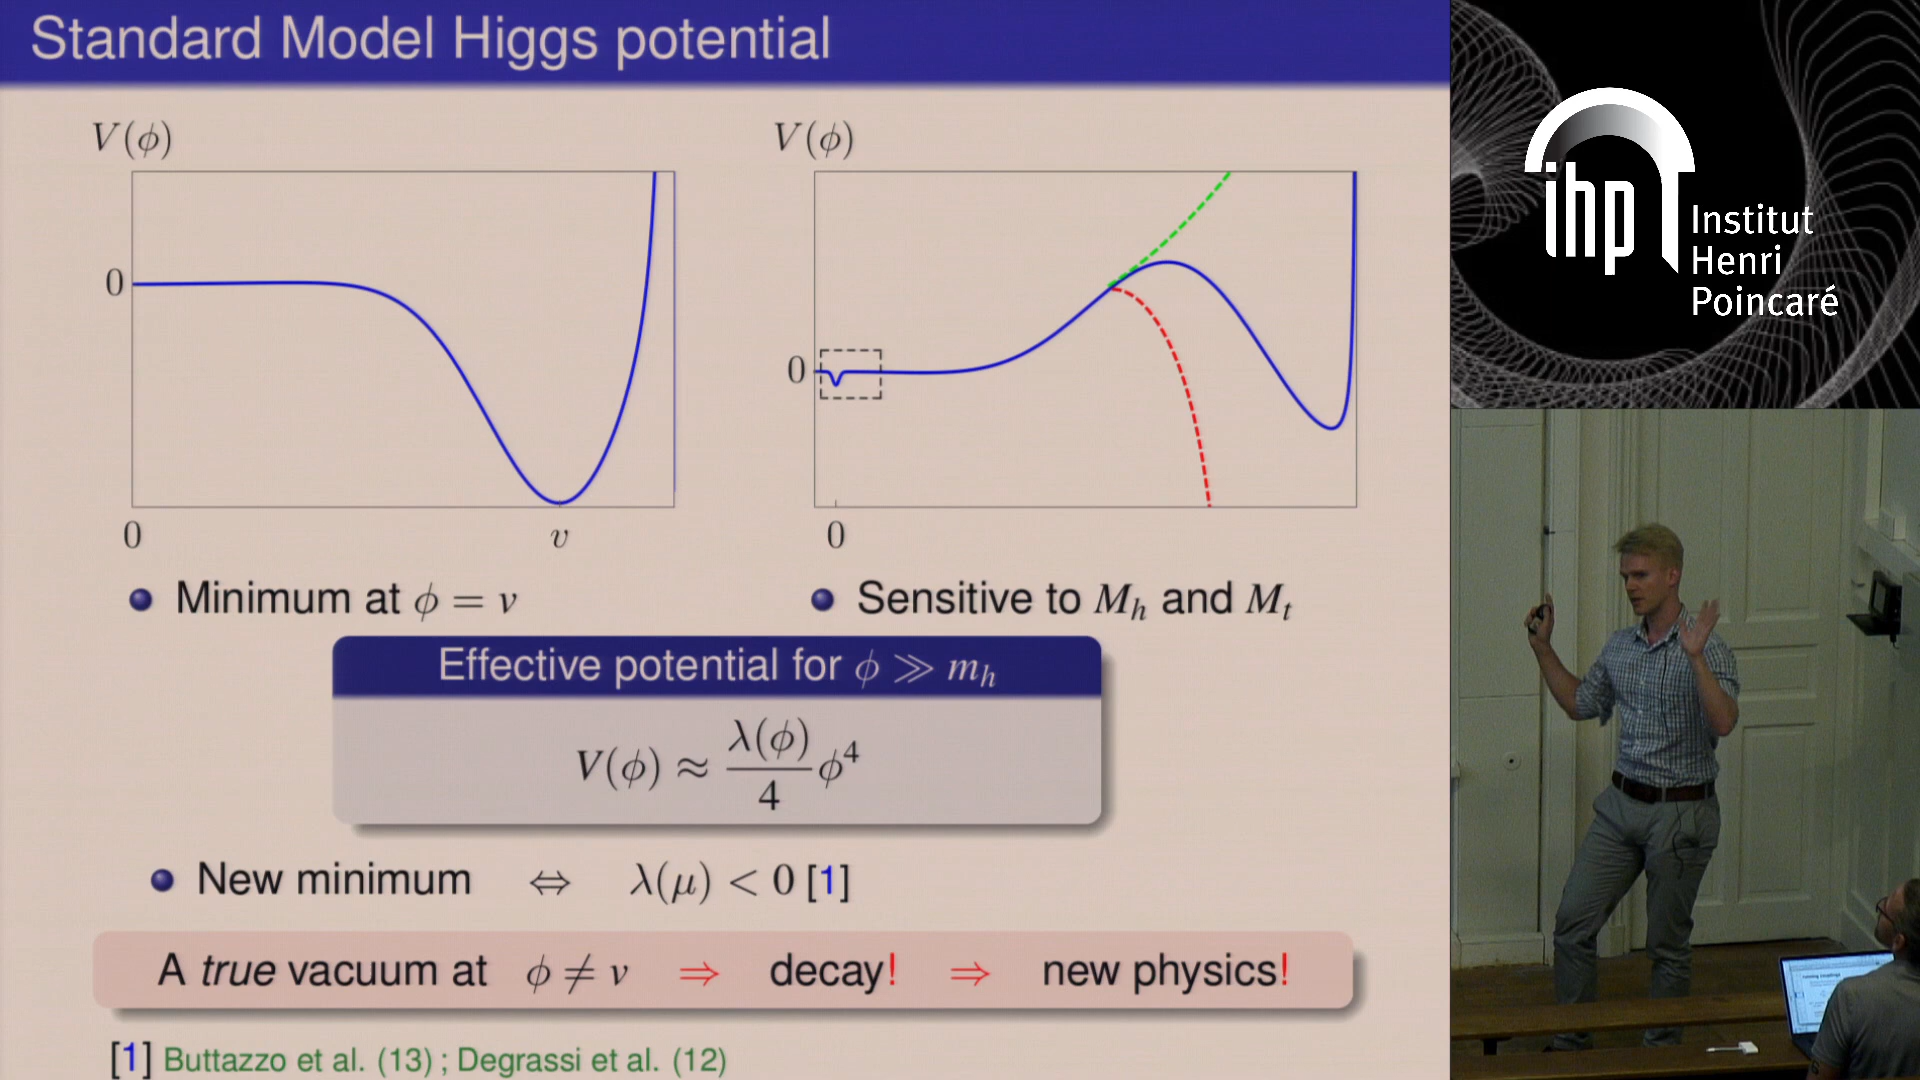 Standard Model Higgs potential
V(ϕ)
0
0
v
V(ϕ)
0
0
Minimum at ϕ = v
Sensitive to M_h and M_t
Effective potential for ϕ ≫ m_h
V(ϕ) ≈ λ(ϕ)/4 ϕ⁴
New minimum ⇔ λ(μ) < 0 [1]
A true vacuum at ϕ ≠ v ⇒ decay! ⇒ new physics!
[1] Buttazzo et al. (13) ; Degrassi et al. (12)
ihp
Institut
Henri
Poincaré